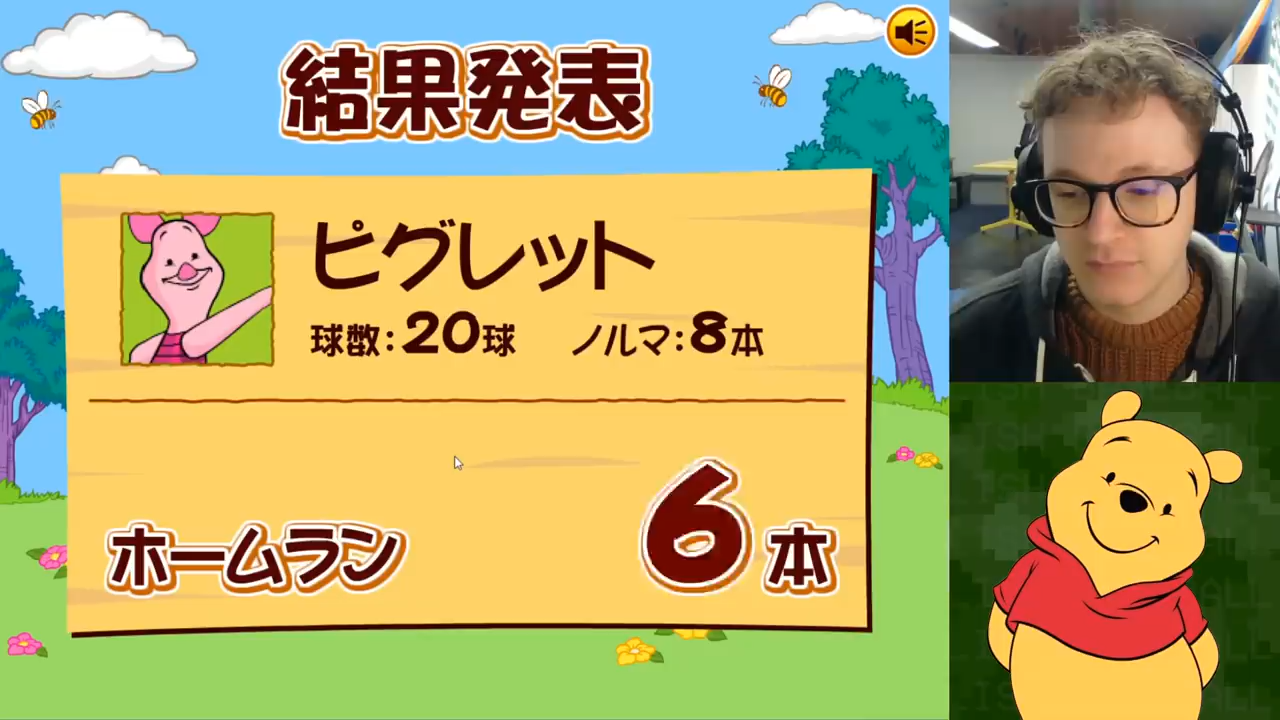 結果発表
ピグレット
球数:20球 ノルマ:8本
ホームラン 6本